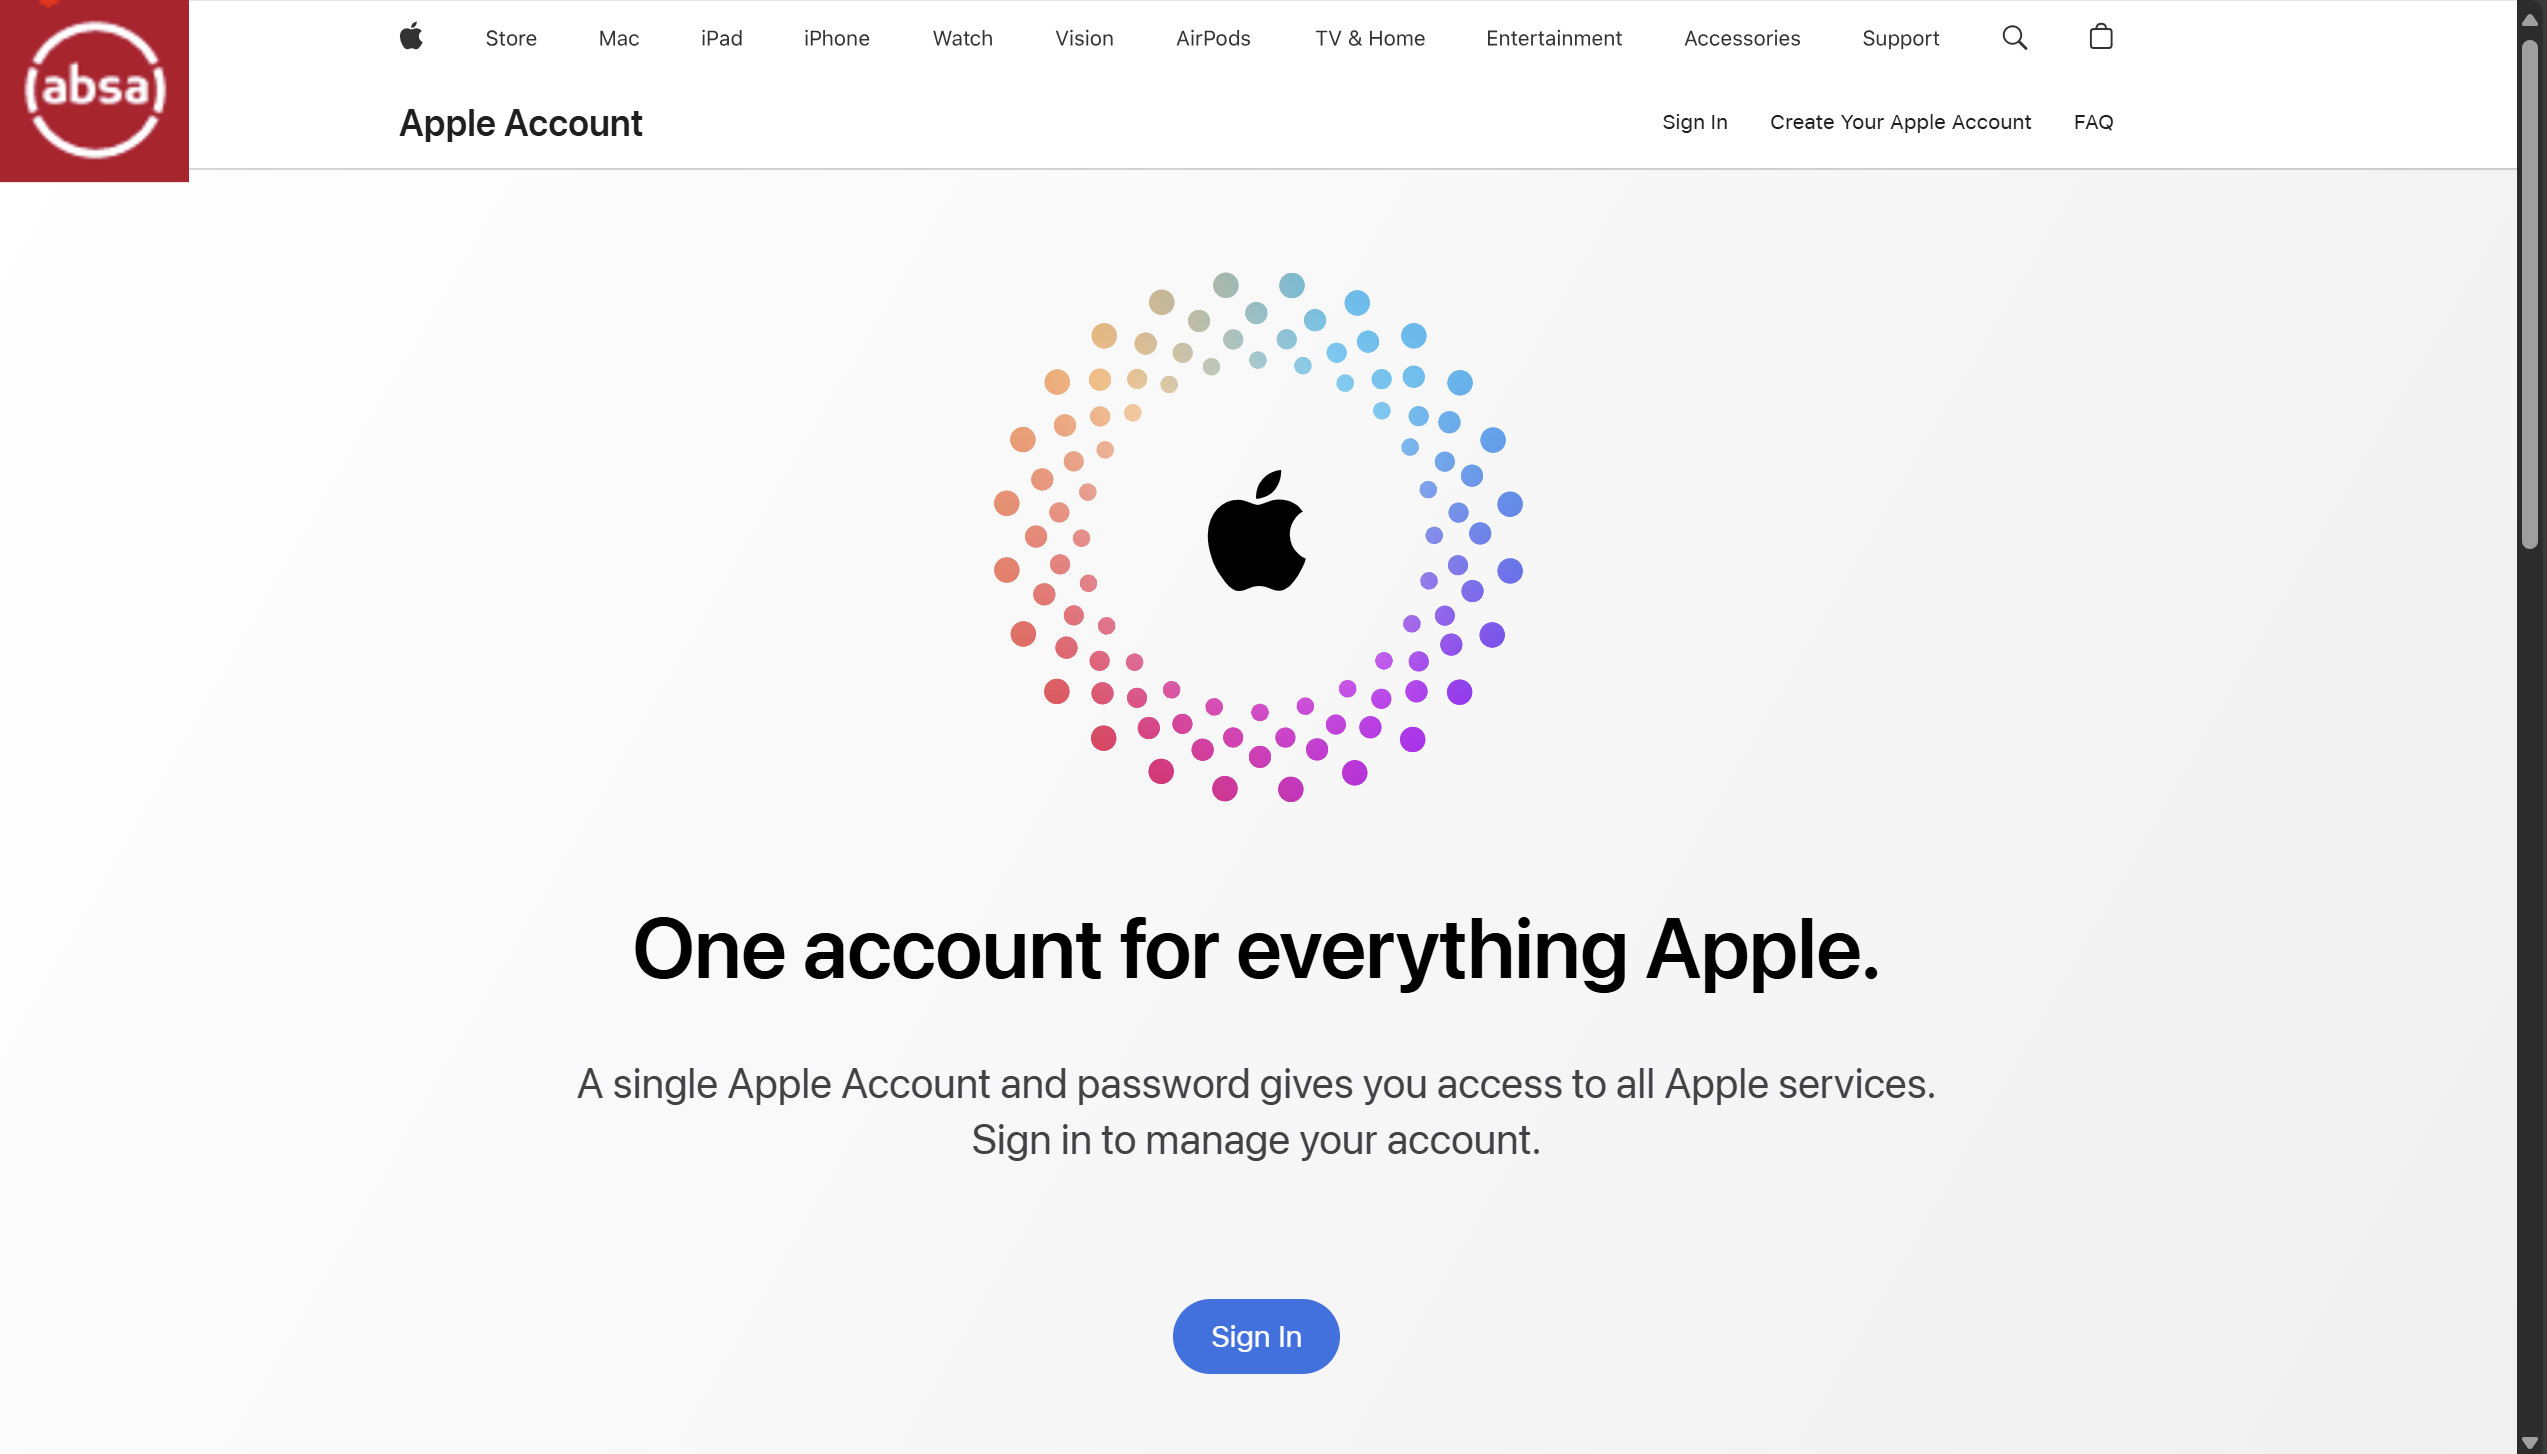 absa
Store Mac iPad iPhone Watch Vision AirPods TV & Home Entertainment Accessories Support
Apple Account
Sign In Create Your Apple Account FAQ
One account for everything Apple.
A single Apple Account and password gives you access to all Apple services.
Sign in to manage your account.
Sign In